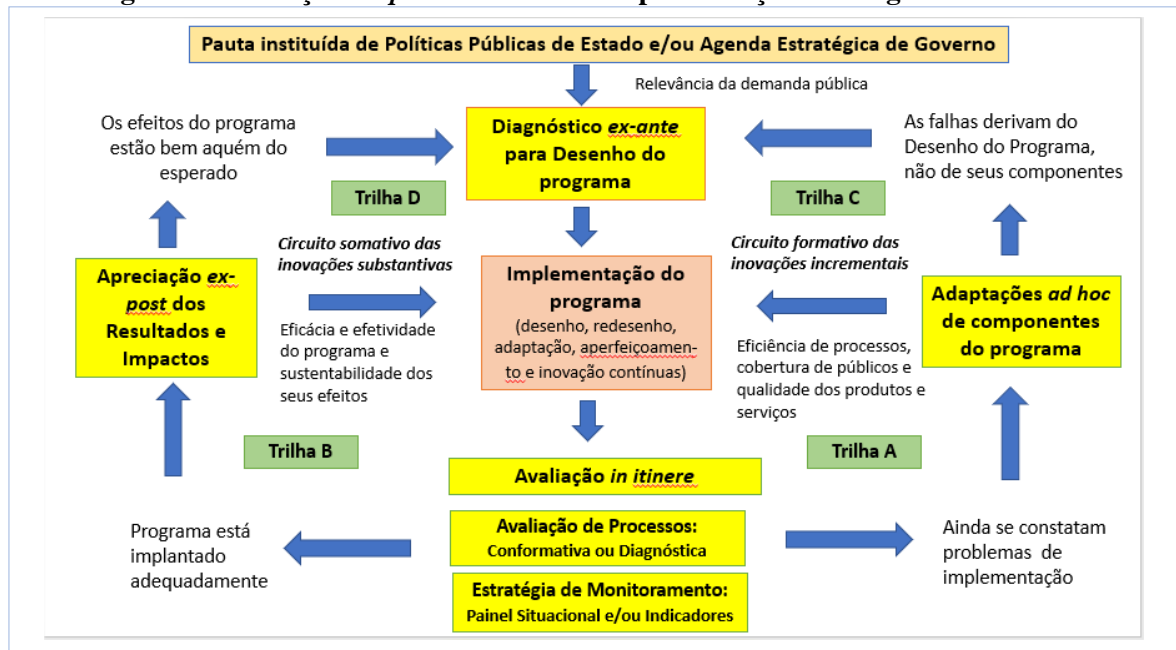 Pauta instituída de Políticas Públicas de Estado e/ou Agenda Estratégica de Governo
Relevância da demanda pública
Os efeitos do programa
estão bem aquém do
esperado
Diagnóstico ex-ante
para Desenho do
programa
As falhas derivam do
Desenho do Programa,
não de seus componentes
Trilha D
Trilha C
Circuito somativo das
inovações substantivas
Circuito formativo das
inovações incrementais
Apreciação ex-
post dos
Resultados e
Impactos
Implementação do
programa
(desenho, redesenho,
adaptação, aperfeiçoamen-
to e inovação contínuas)
Adaptações ad hoc
de componentes
do programa
Eficácia e efetividade
do programa e
sustentabilidade dos
seus efeitos
Eficiência de processos,
cobertura de públicos e
qualidade dos produtos e
serviços
Trilha B
Trilha A
Avaliação in itinere
Programa está
implantado
adequadamente
Avaliação de Processos:
Conformativa ou Diagnóstica
Ainda se constatam
problemas de
implementação
Estratégia de Monitoramento:
Painel Situacional e/ou Indicadores